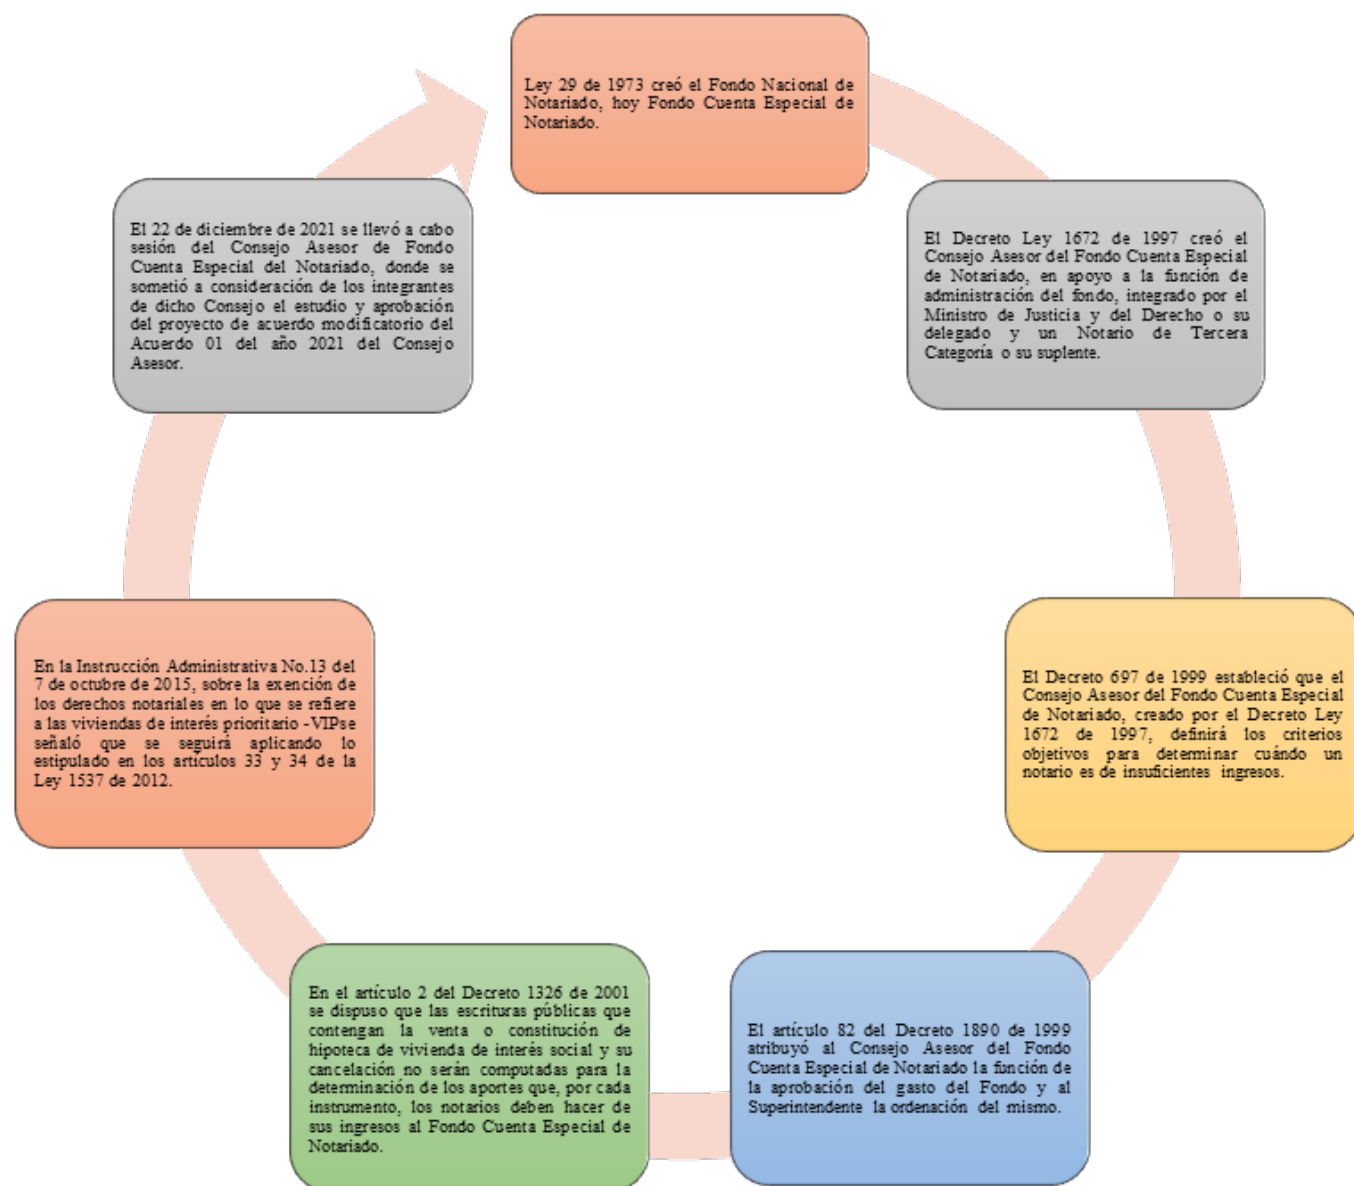 Ley 29 de 1973 creó el Fondo Nacional de
Notariado, hoy Fondo Cuenta Especial de
Notariado.
El Decreto Ley 1672 de 1997 creó el
Consejo Asesor del Fondo Cuenta Especial
de Notariado, en apoyo a la función de
administración del fondo, integrado por el
Ministro de Justicia y del Derecho o su
delegado y un Notario de Tercera
Categoría o su suplente.
El Decreto 697 de 1999 estableció que el
Consejo Asesor del Fondo Cuenta Especial
de Notariado, creado por el Decreto Ley
1672 de 1997, definirá los criterios
objetivos para determinar cuándo un
notario es de insuficientes ingresos.
El artículo 82 del Decreto 1890 de 1999
atribuyó al Consejo Asesor del Fondo
Cuenta Especial de Notariado la función de
la aprobación del gasto del Fondo y al
Superintendente la ordenación del mismo.
En el artículo 2 del Decreto 1326 de 2001
se dispuso que las escrituras públicas que
contengan la venta o constitución de
hipoteca de vivienda de interés social y su
cancelación no serán computadas para la
determinación de los aportes que, por cada
instrumento, los notarios deben hacer de
sus ingresos al Fondo Cuenta Especial de
Notariado.
En la Instrucción Administrativa No.13 del
7 de octubre de 2015, sobre la exención de
los derechos notariales en lo que se refiere
a las viviendas de interés prioritario -VIPse
señaló que se seguirá aplicando lo
estipulado en los artículos 33 y 34 de la
Ley 1537 de 2012.
El 22 de diciembre de 2021 se llevó a cabo
sesión del Consejo Asesor de Fondo
Cuenta Especial del Notariado, donde se
sometió a consideración de los integrantes
de dicho Consejo el estudio y aprobación
del proyecto de acuerdo modificatorio del
Acuerdo 01 del año 2021 del Consejo
Asesor.